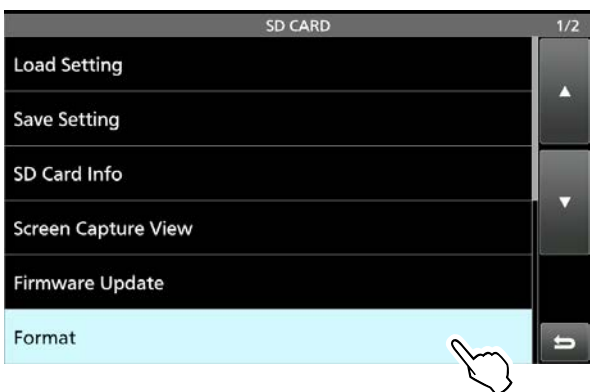 SD CARD 1/2
Load Setting
Save Setting
SD Card Info
Screen Capture View
Firmware Update
Format